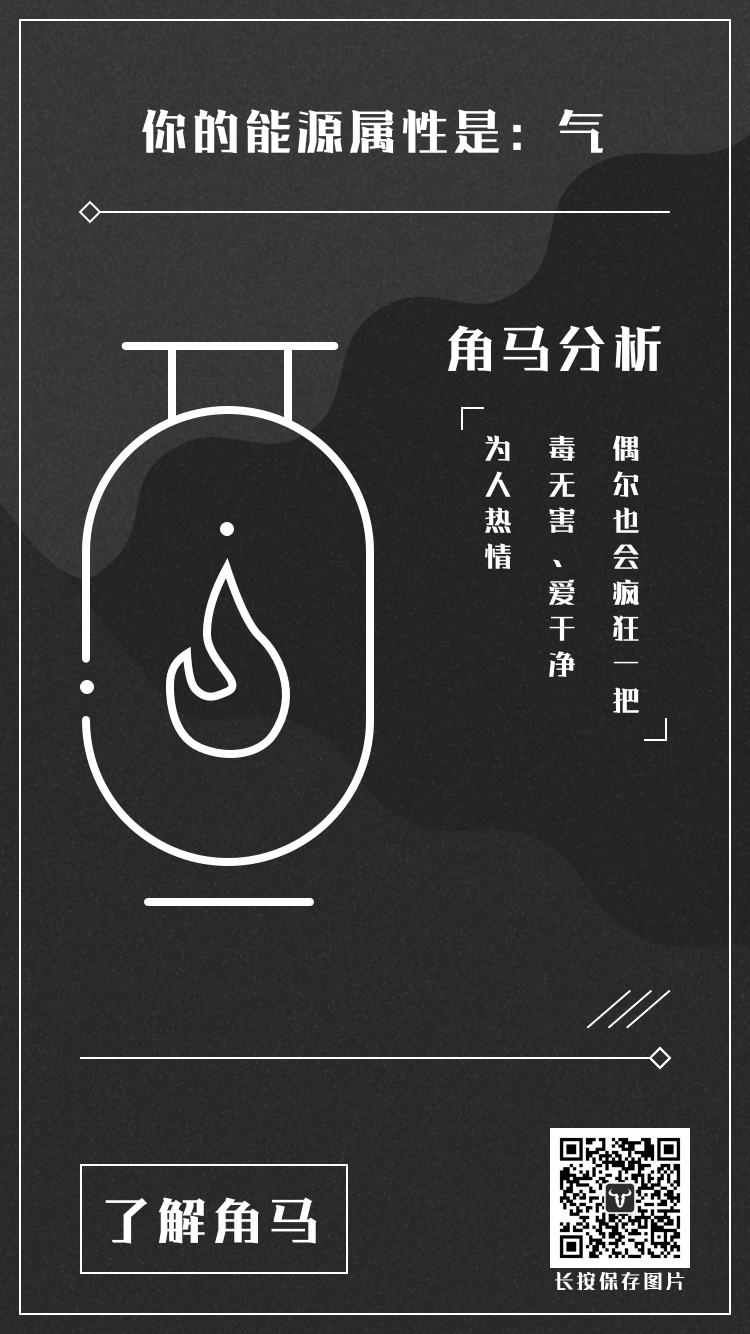 你的能源属性是：气
角马分析
为人热情
毒无害、爱干净
偶尔也会疯狂一把
了解角马
长按保存图片